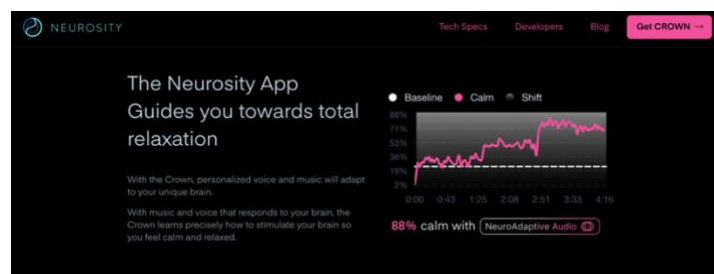 NEUROSITY
Tech Specs
Developers
Blog
Get CROWN →
The Neurosity App
Guides you towards total
relaxation
With the Crown, personalized voice and music will adapt
to your unique brain.
With music and voice that responds to your brain, the
Crown learns precisely how to stimulate your brain so
you feel calm and relaxed.
Baseline
Calm
Shift
88%
71%
53%
36%
19%
2%
0:00 0:43 1:25 2:08 2:51 3:33 4:16
88% calm with NeuroAdaptive Audio